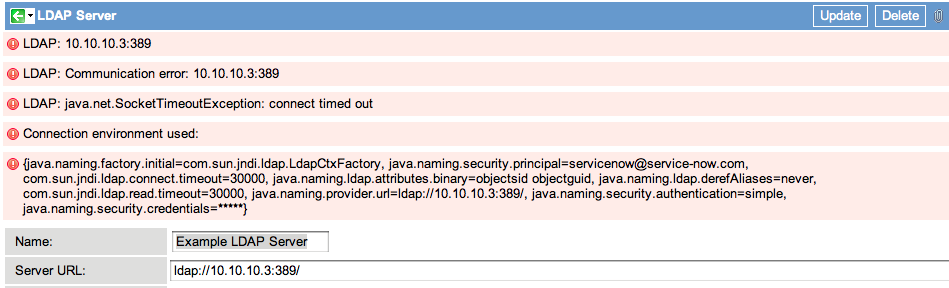 LDAP Server Update Delete
LDAP: 10.10.10.3:389
LDAP: Communication error: 10.10.10.3:389
LDAP: java.net.SocketTimeoutException: connect timed out
Connection environment used:
{java.naming.factory.initial=com.sun.jndi.ldap.LdapCtxFactory, java.naming.security.principal=servicenow@service-now.com,
com.sun.jndi.ldap.connect.timeout=30000, java.naming.ldap.attributes.binary=objectsid objectguid, java.naming.ldap.derefAliases=never,
com.sun.jndi.ldap.read.timeout=30000, java.naming.provider.url=ldap://10.10.10.3:389/, java.naming.security.authentication=simple,
java.naming.security.credentials=*****}
Name: Example LDAP Server
Server URL: ldap://10.10.10.3:389/